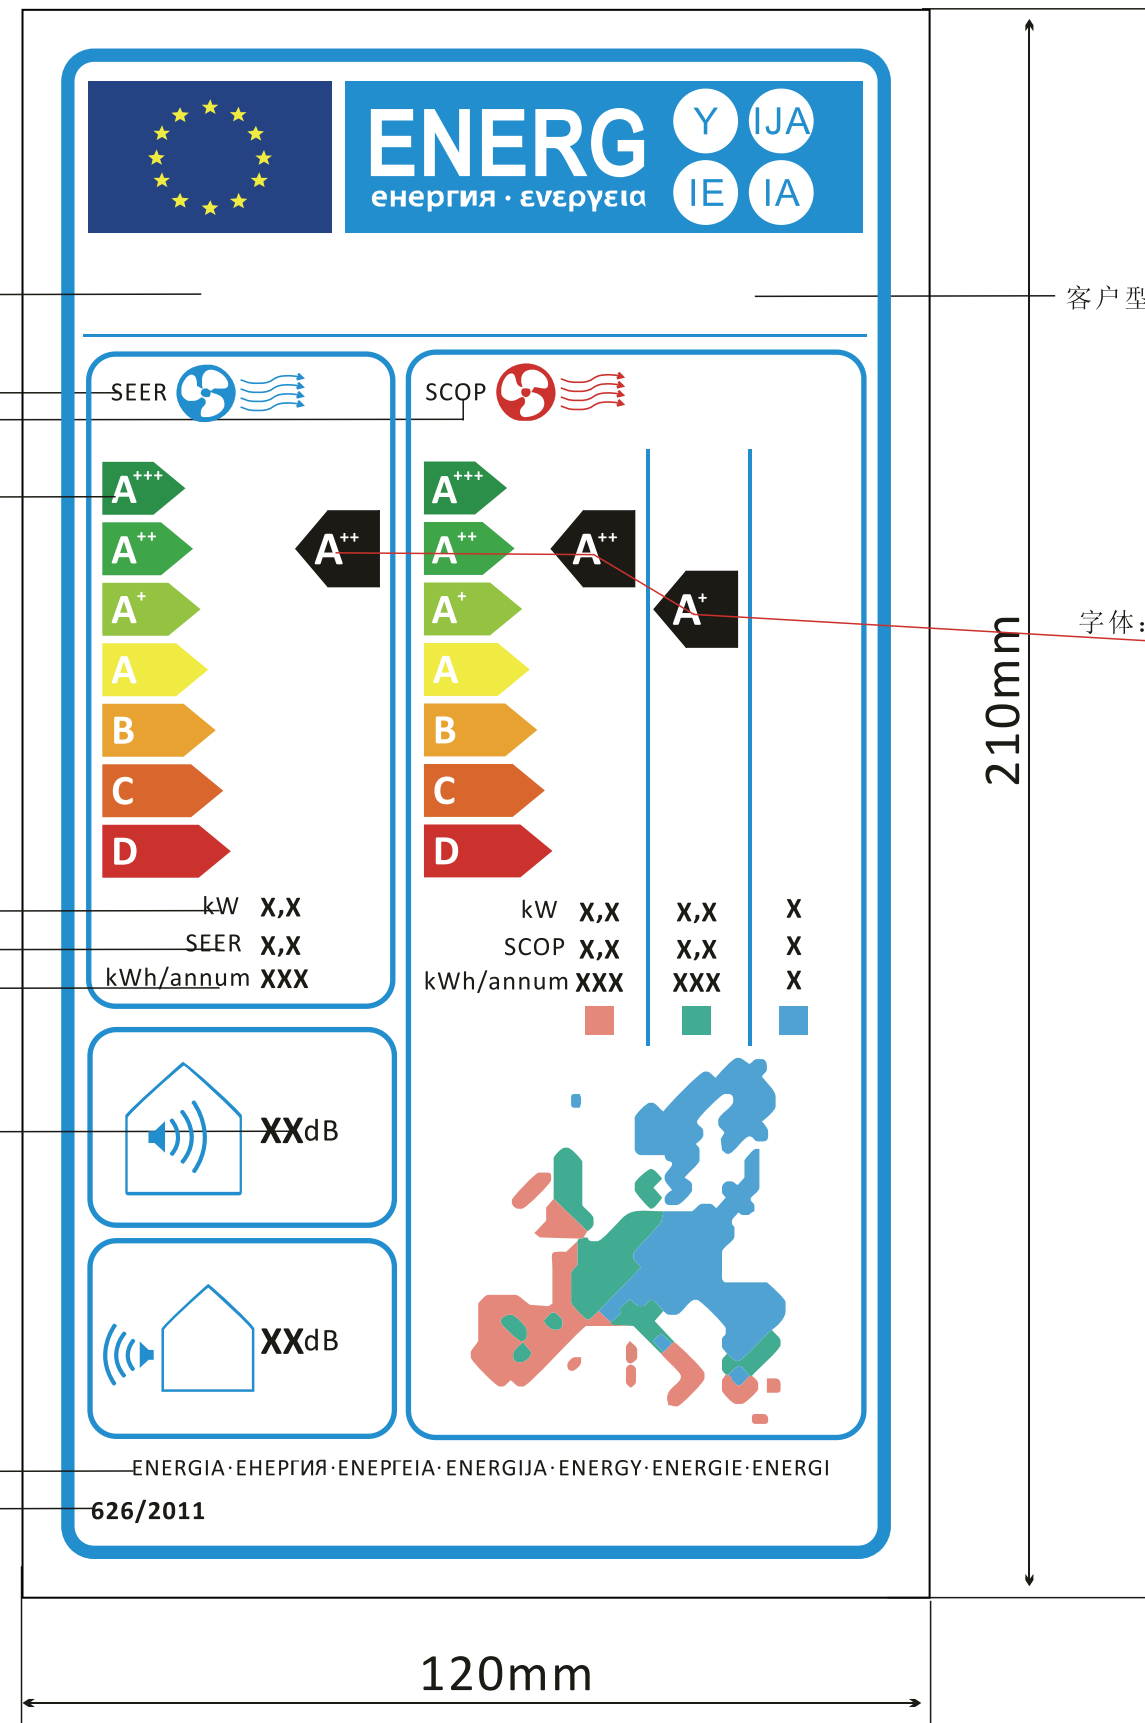 ENERG
енергия · ενεργεια
Y IJA
IE IA
客户型
SEER
SCOP
A+++
A++
A+
A
B
C
D
A++
A+++
A++
A+
A
B
C
D
A++
A+
字体:
210mm
kW X,X
SEER X,X
kWh/annum XXX
kW X,X X,X X
SCOP X,X X,X X
kWh/annum XXX XXX X
XXdB
XXdB
ENERGIA·ЕНЕРГИЯ·ΕΝΕΡΓΕΙΑ·ENERGIJA·ENERGY·ENERGIE·ENERGI
626/2011
120mm